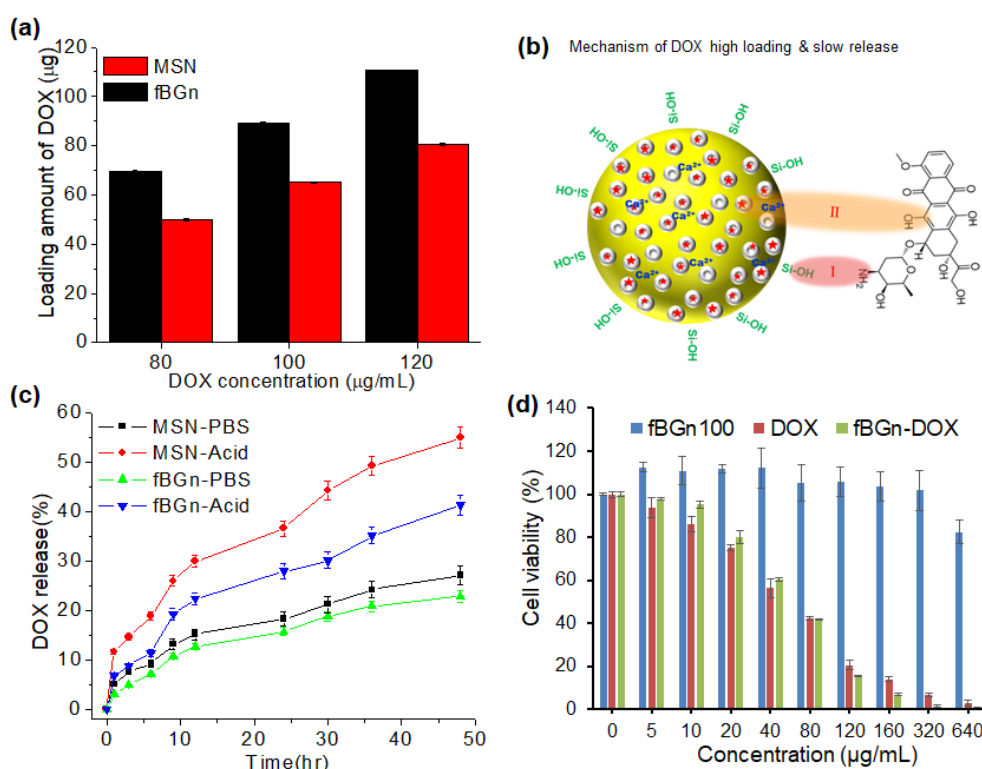 (a)
120
100
80
60
40
20
0
Loading amount of DOX (μg)
MSN
fBGn
80
100
120
DOX concentration (μg/mL)
(b)
Mechanism of DOX high loading & slow release
Si-OH
HO-Si
Si-OH
HO-Si
Si-OH
HO-Si
Si-OH
HO-Si
Si-OH
HO-Si
Si-OH
Si-OH
Ca²⁺
Ca²⁺
Ca²⁺
Ca²⁺
Ca²⁺
Ca²⁺
Ca²⁺
II
I
O
O
O
OH
O
OH
O
OH
O
O
NH₂
OH
OH
(c)
60
50
40
30
20
10
0
DOX release(%)
MSN-PBS
MSN-Acid
fBGn-PBS
fBGn-Acid
0
10
20
30
40
50
Time(hr)
(d)
140
120
100
80
60
40
20
0
Cell viability (%)
fBGn100
DOX
fBGn-DOX
0
5
10
20
40
80
120
160
320
640
Concentration (μg/mL)